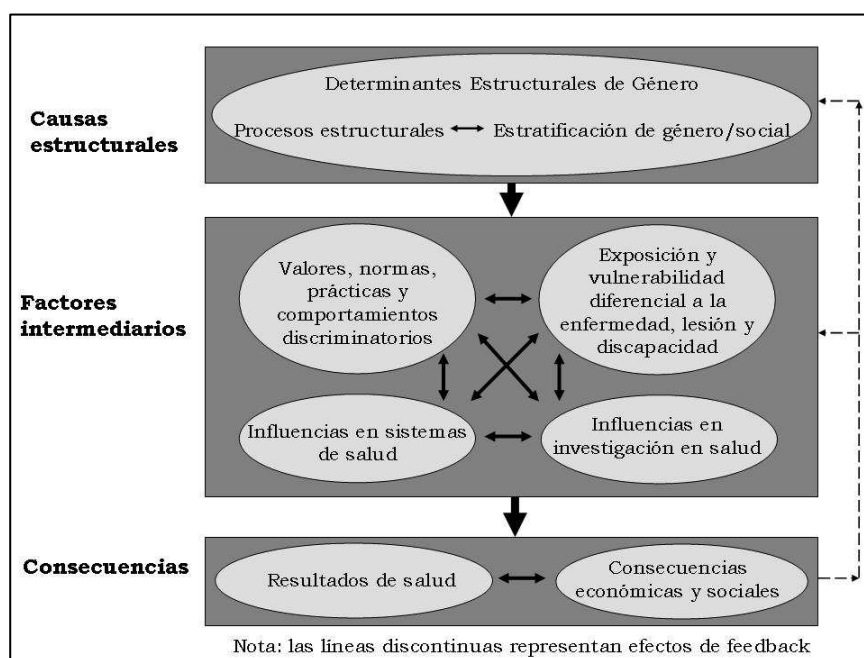 Causas
estructurales
Determinantes Estructurales de Género
Procesos estructurales
Estratificación de género/social
Factores
intermediarios
Valores, normas,
prácticas y
comportamientos
discriminatorios
Exposición y
vulnerabilidad
diferencial a la
enfermedad, lesión y
discapacidad
Influencias en sistemas
de salud
Influencias en
investigación en salud
Consecuencias
Resultados de salud
Consecuencias
económicas y sociales
Nota: las líneas discontinuas representan efectos de feedback